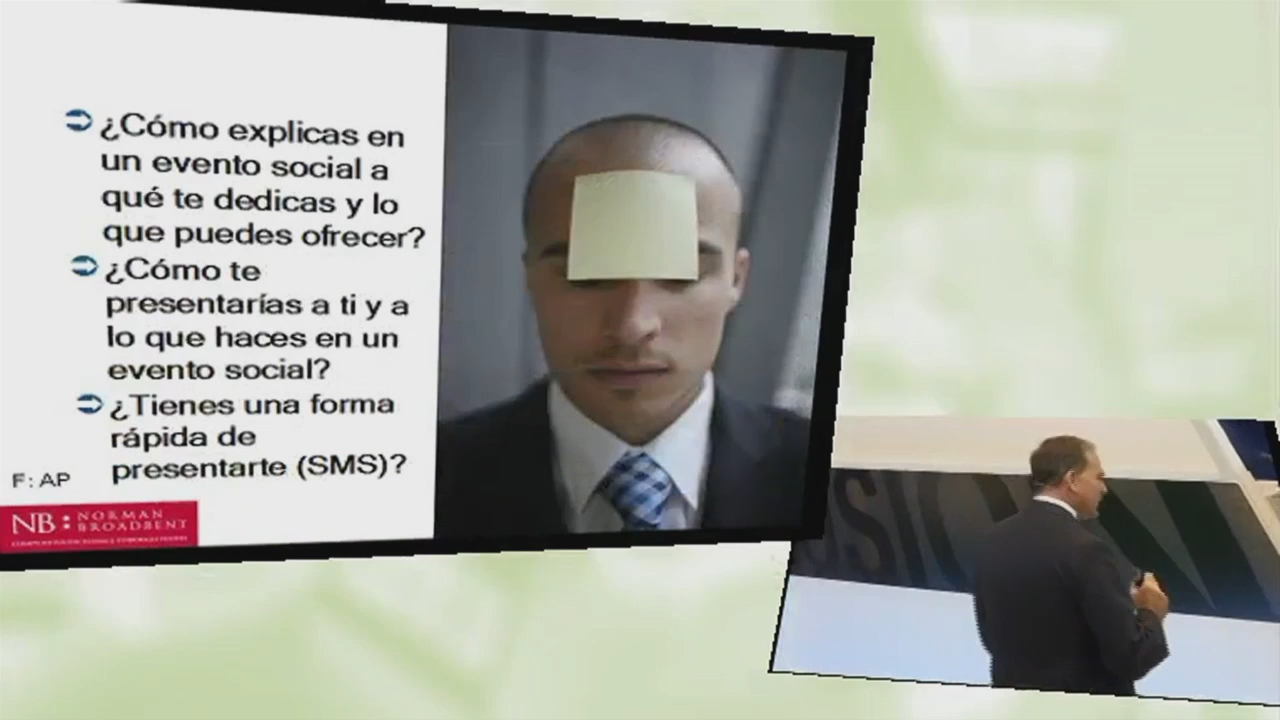 ¿Cómo explicas en
un evento social a
qué te dedicas y lo
que puedes ofrecer?
¿Cómo te
presentarías a ti y a
lo que haces en un
evento social?
¿Tienes una forma
rápida de
presentarte (SMS)?
F: AP
NB: NORMAN
BROADBENT